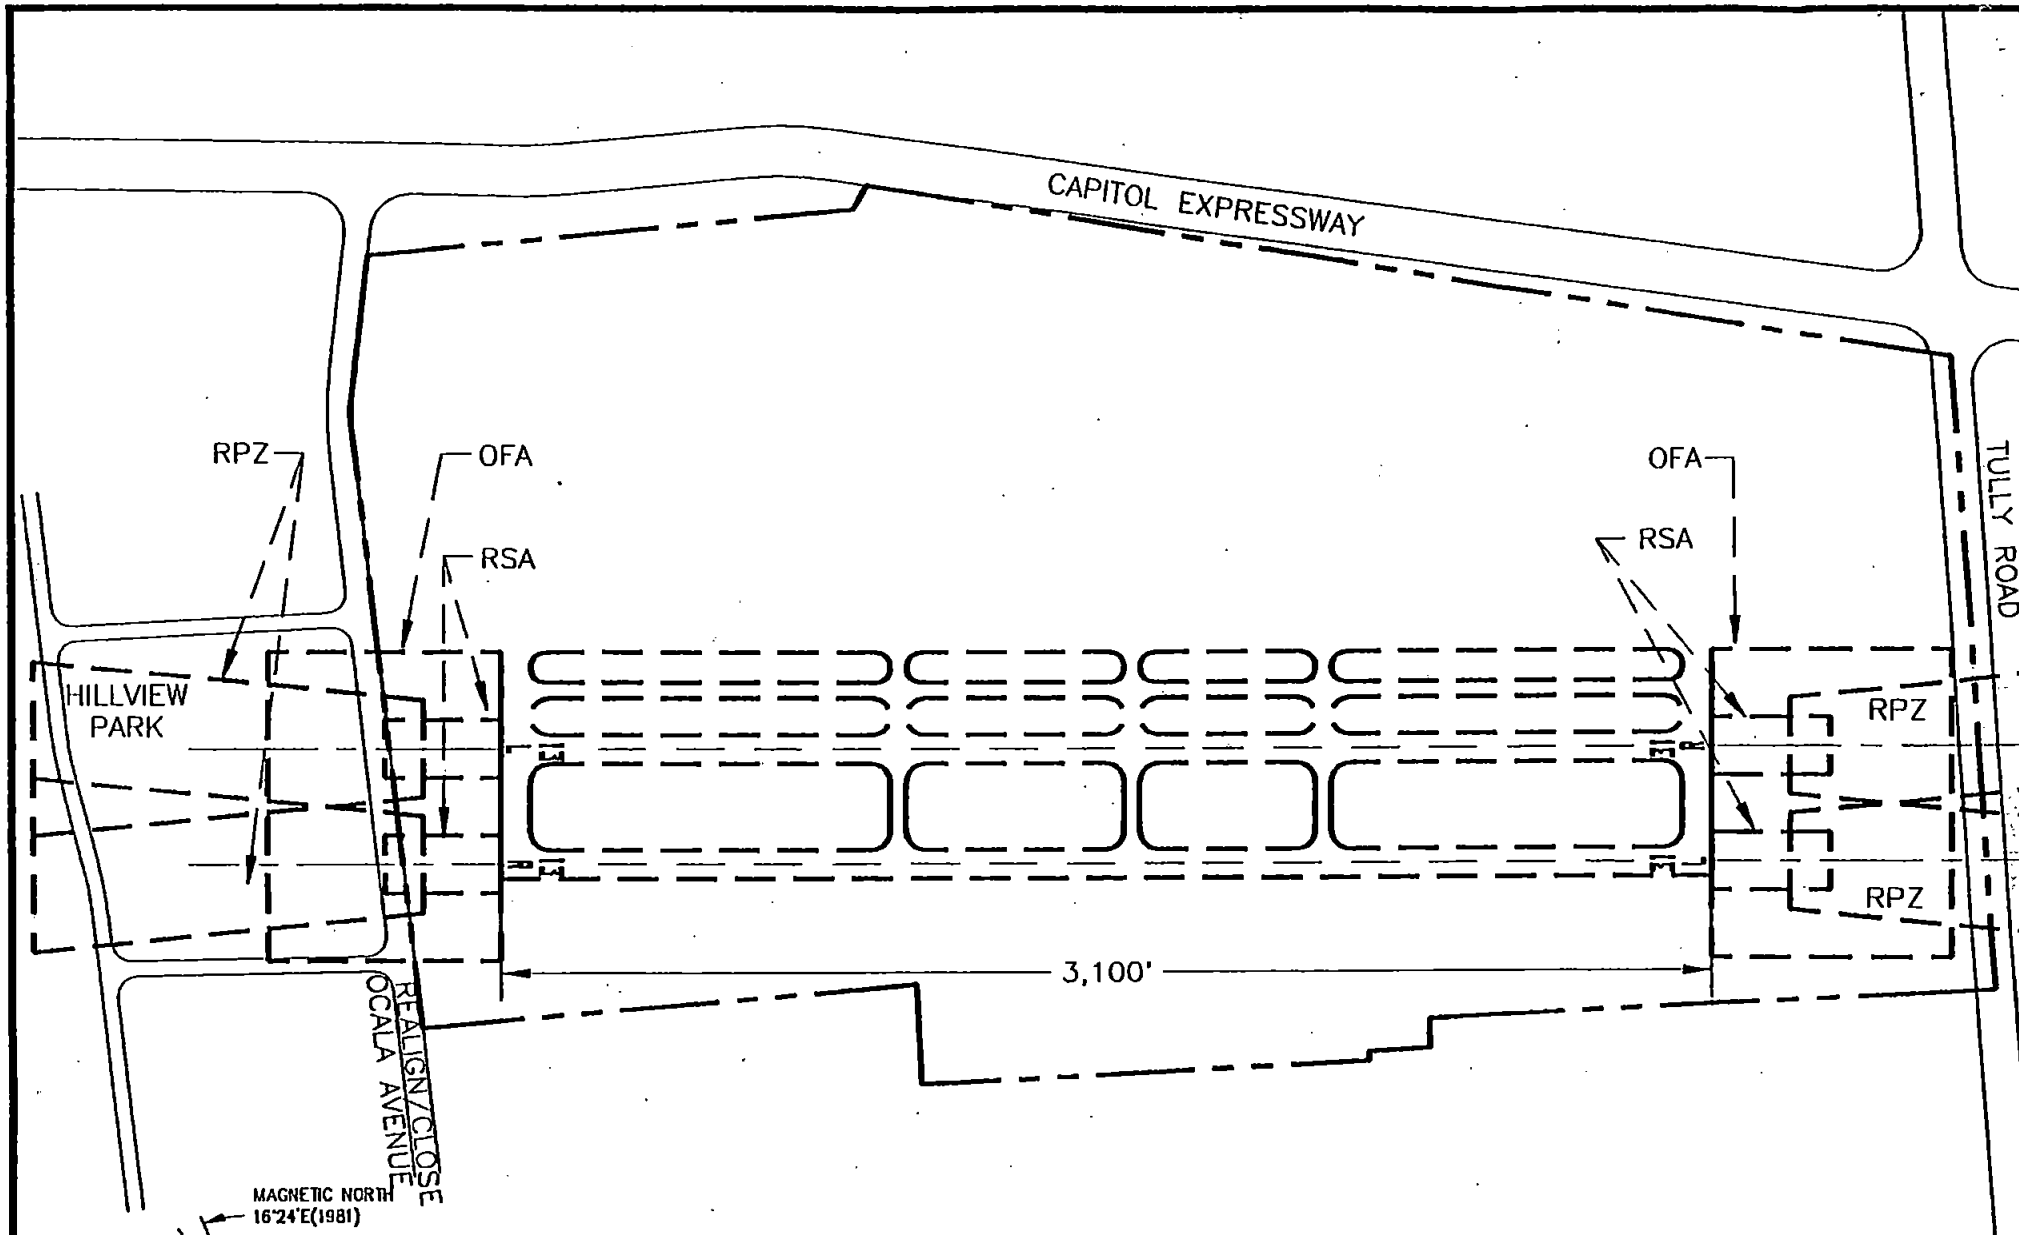 CAPITOL EXPRESSWAY
RPZ
OFA
OFA
TULLY ROAD
RSA
RSA
HILLVIEW
PARK
RPZ
RPZ
3,100'
REALIGN/CLOSE
OCALA AVENUE
MAGNETIC NORTH
16°24'E(1981)